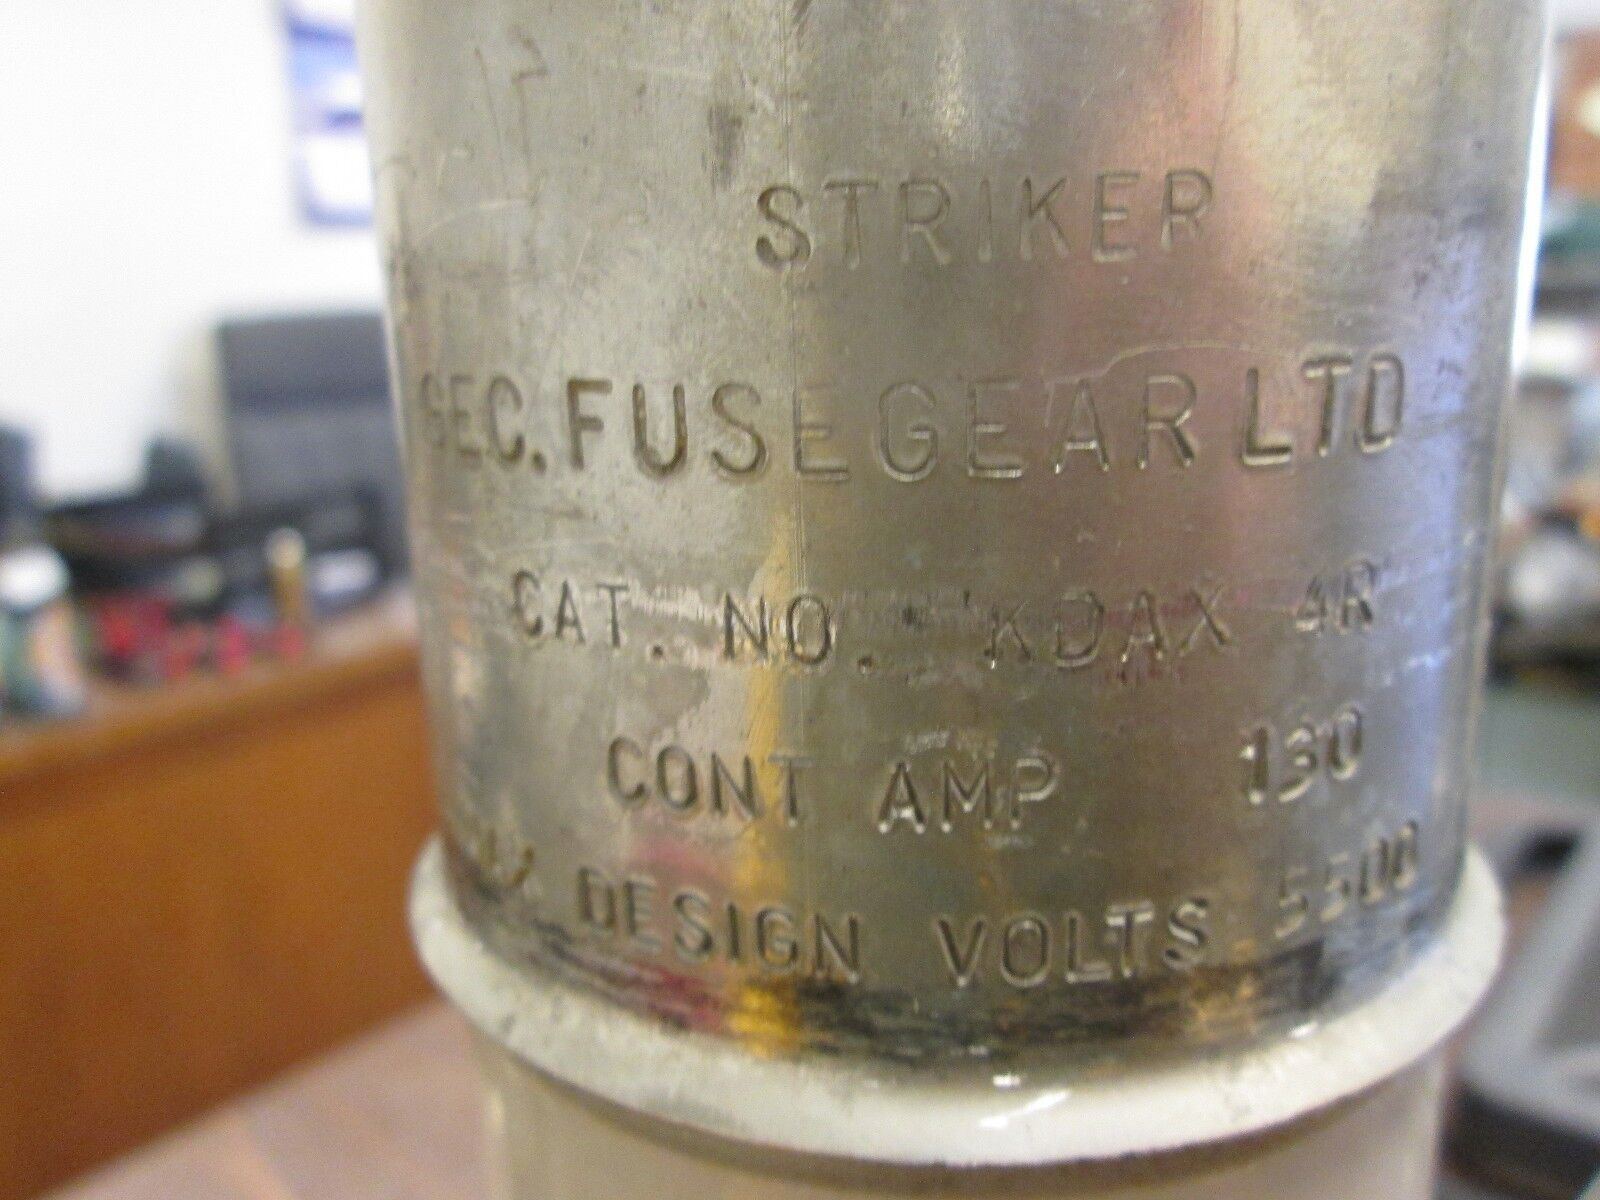 STRIKER
GEC. FUSEGEAR LTD
CAT. NO. KDAX 4R
CONT AMP 130
DESIGN VOLTS 5500